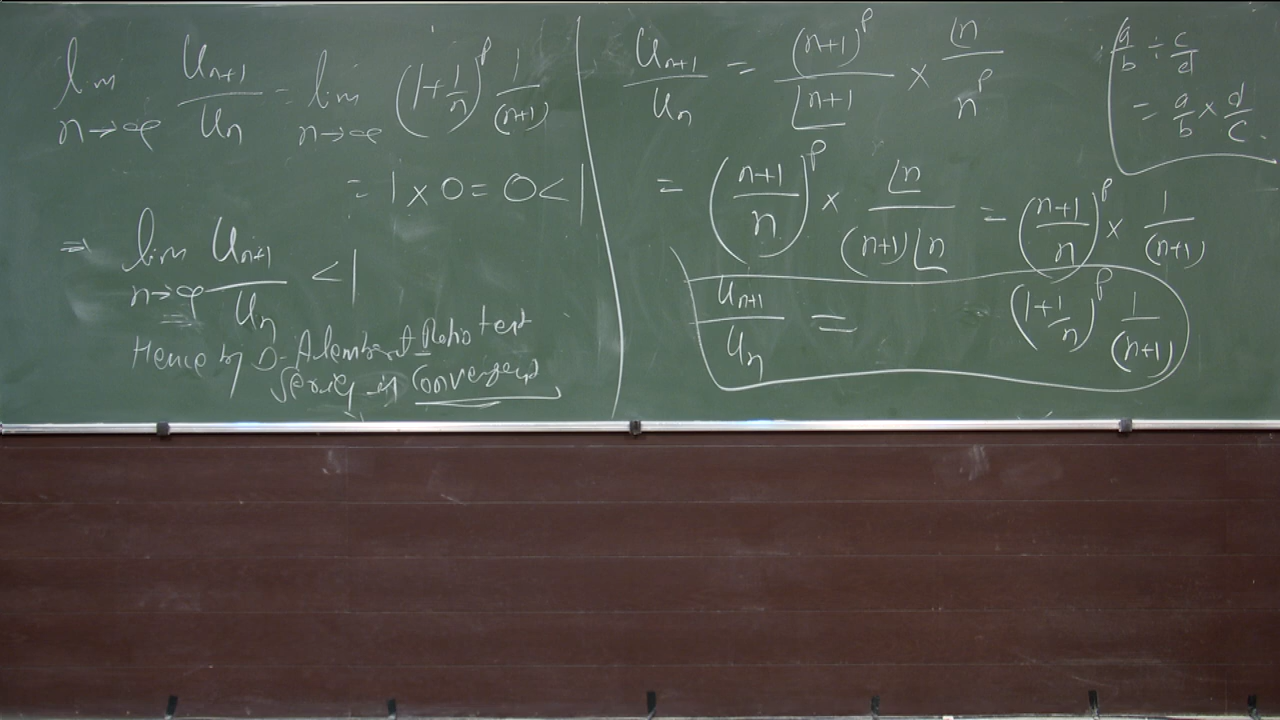 lim n→∞ Un+1/Un = lim n→∞ (1+1/n)^p 1/(n+1)
= 1 × 0 = 0 < 1
⇒ lim n→∞ Un+1/Un < 1
Hence by D-Alembert Ratio test
Series is Convergent
Un+1/Un = (n+1)^p/⌊n+1 × ⌊n/n^p
= ((n+1)/n)^p × ⌊n/((n+1)⌊n) = ((n+1)/n)^p × 1/(n+1)
Un+1/Un = (1+1/n)^p 1/(n+1)
a/b ÷ c/d
= a/b × d/c